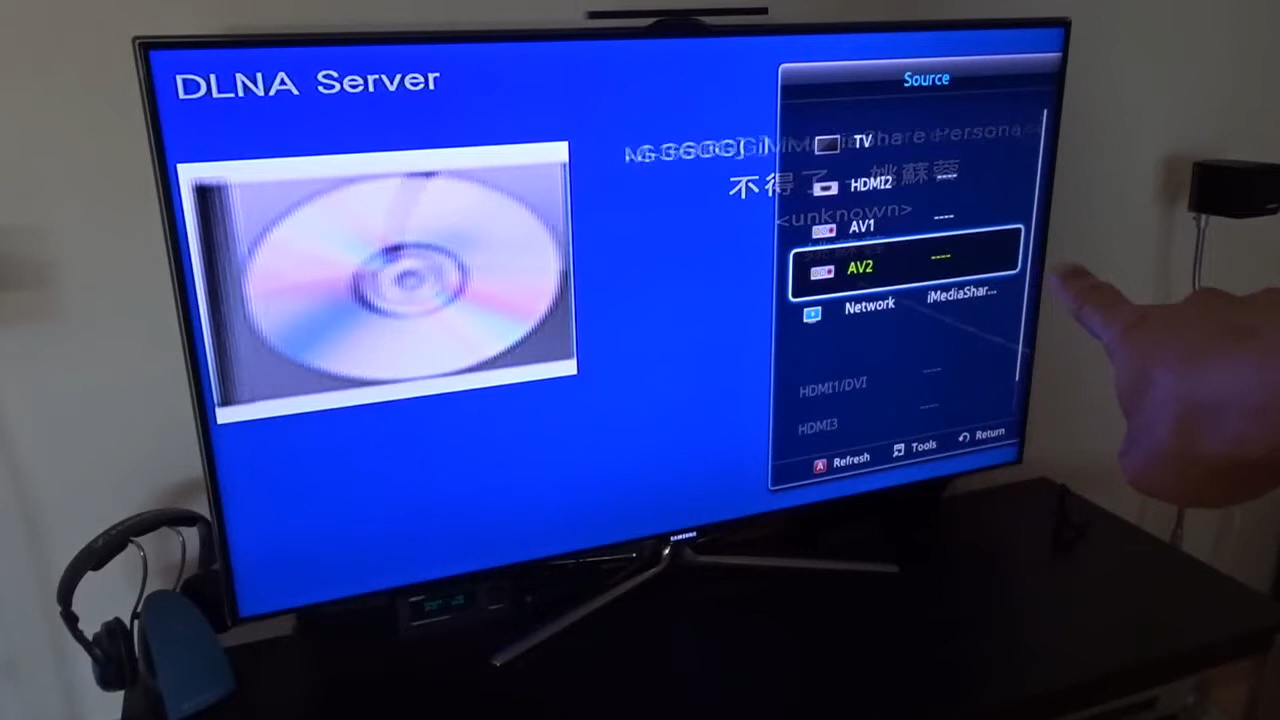 DLNA Server
Source
TV
不得了 - 姚蘇蓉
HDMI2 ----
<unknown>
AV1 ----
AV2 ----
Network iMediaShar...
HDMI1/DVI ----
HDMI3 ----
A Refresh Tools Return
SAMSUNG